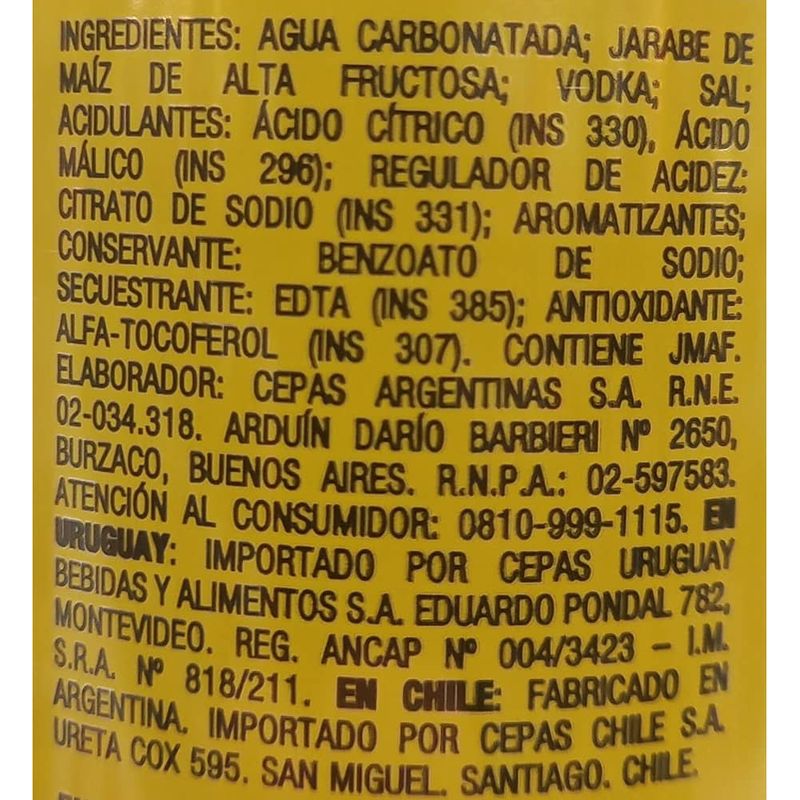 INGREDIENTES: AGUA CARBONATADA; JARABE DE
MAÍZ DE ALTA FRUCTOSA; VODKA; SAL;
ACIDULANTES: ÁCIDO CÍTRICO (INS 330), ÁCIDO
MÁLICO (INS 296); REGULADOR DE ACIDEZ:
CITRATO DE SODIO (INS 331); AROMATIZANTES;
CONSERVANTE: BENZOATO DE SODIO;
SECUESTRANTE: EDTA (INS 385); ANTIOXIDANTE:
ALFA-TOCOFEROL (INS 307). CONTIENE JMAF.
ELABORADOR: CEPAS ARGENTINAS S.A. R.N.E.
02-034.318. ARDUÍN DARÍO BARBIERI Nº 2650,
BURZACO, BUENOS AIRES. R.N.P.A.: 02-597583.
ATENCIÓN AL CONSUMIDOR: 0810-999-1115. EN
URUGUAY: IMPORTADO POR CEPAS URUGUAY
BEBIDAS Y ALIMENTOS S.A. EDUARDO PONDAL 782,
MONTEVIDEO. REG. ANCAP Nº 004/3423 – I.M.
S.R.A. Nº 818/211. EN CHILE: FABRICADO EN
ARGENTINA. IMPORTADO POR CEPAS CHILE S.A.
URETA COX 595. SAN MIGUEL. SANTIAGO. CHILE.